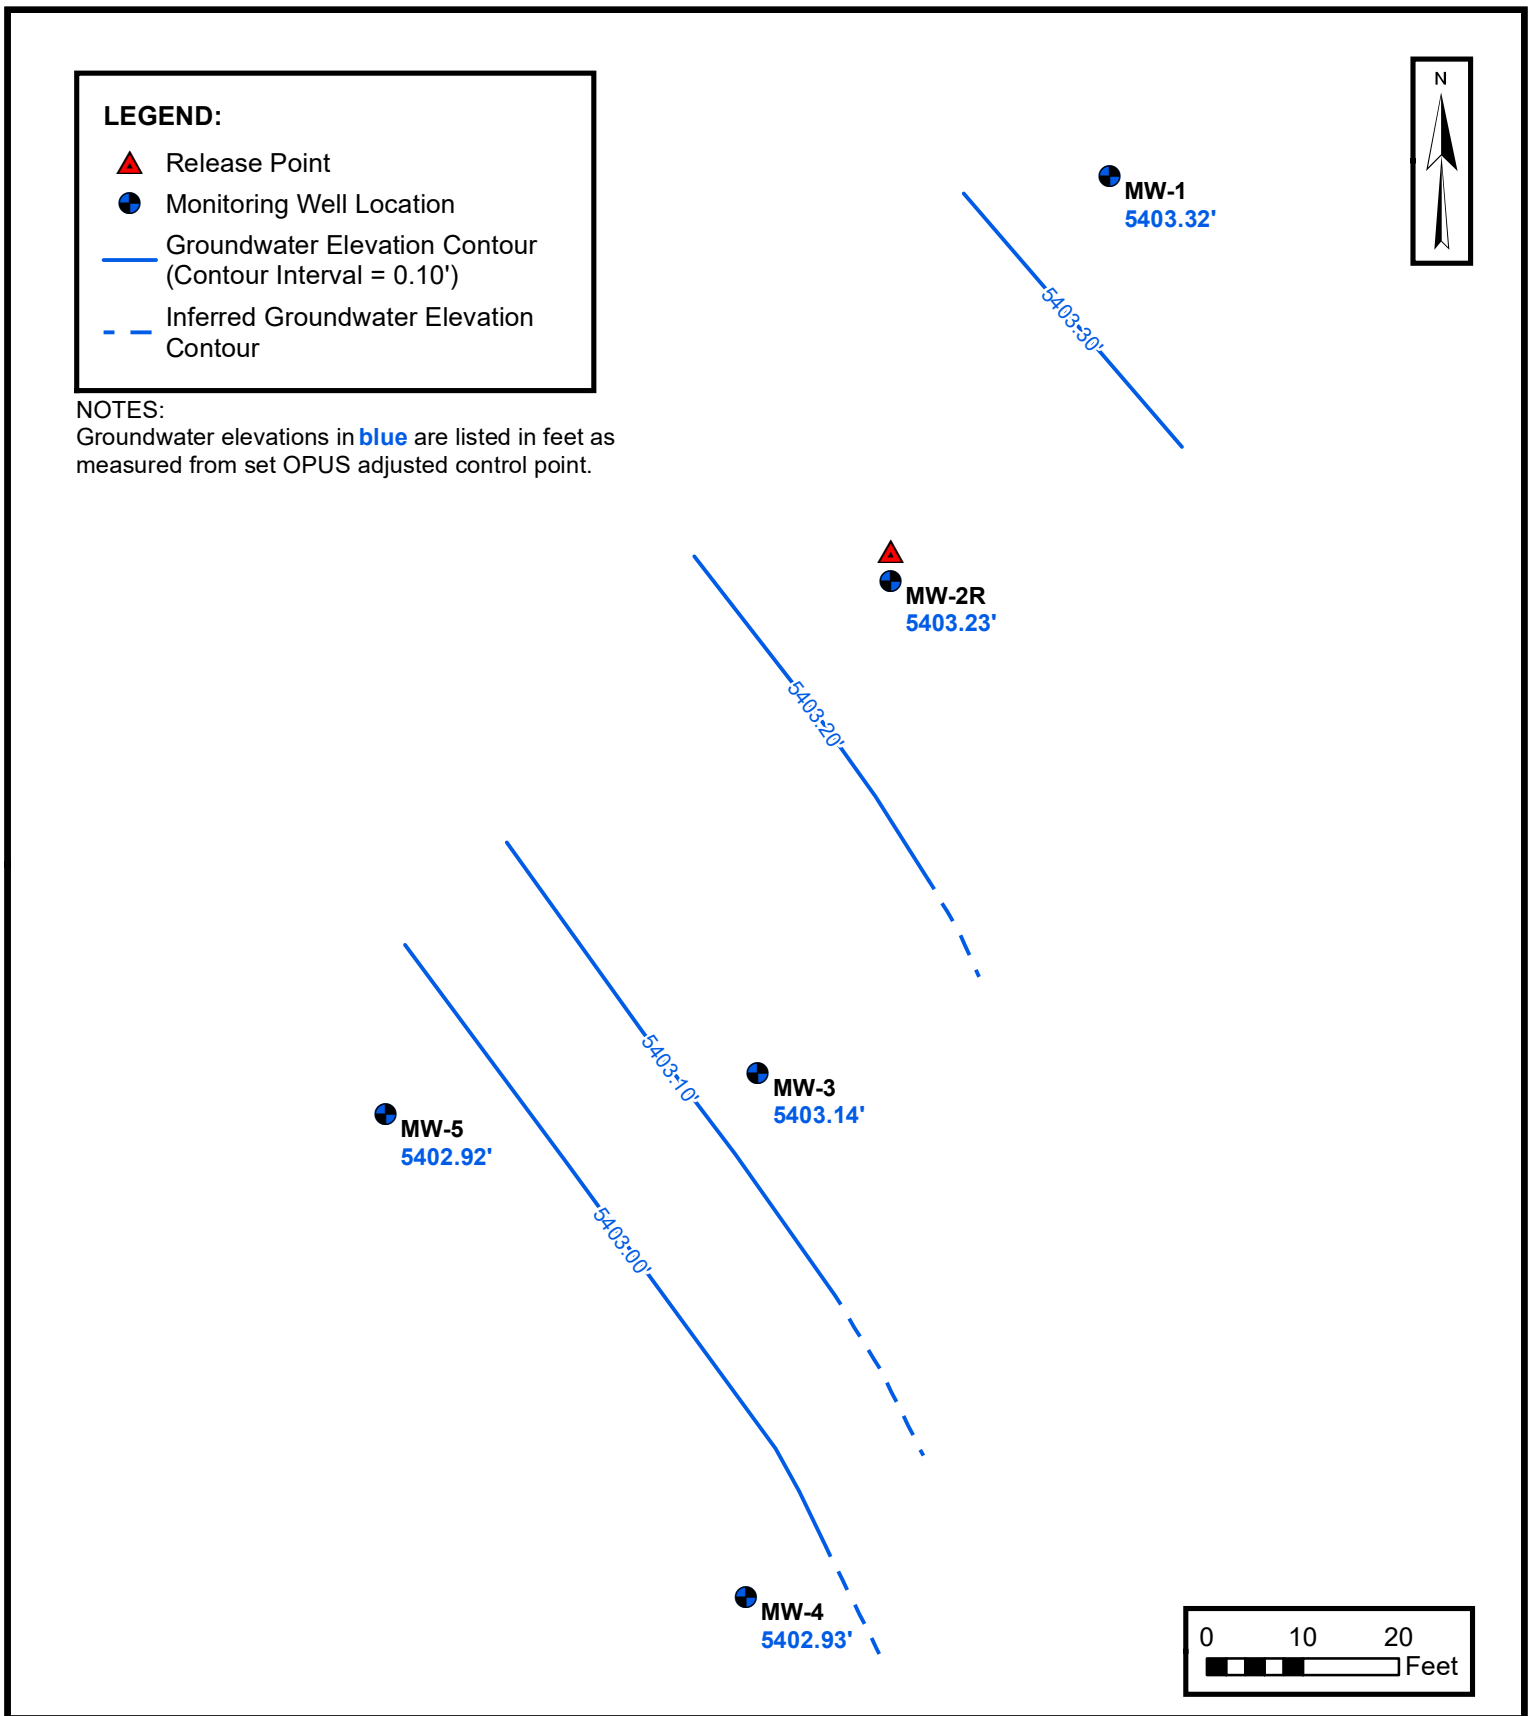 LEGEND:
Release Point
Monitoring Well Location
Groundwater Elevation Contour
(Contour Interval = 0.10')
Inferred Groundwater Elevation
Contour
NOTES:
Groundwater elevations in blue are listed in feet as
measured from set OPUS adjusted control point.
N
MW-1
5403.32'
5403.30'
MW-2R
5403.23'
5403.20'
5403.10'
MW-3
5403.14'
MW-5
5402.92'
5403.00'
MW-4
5402.93'
0 10 20
Feet